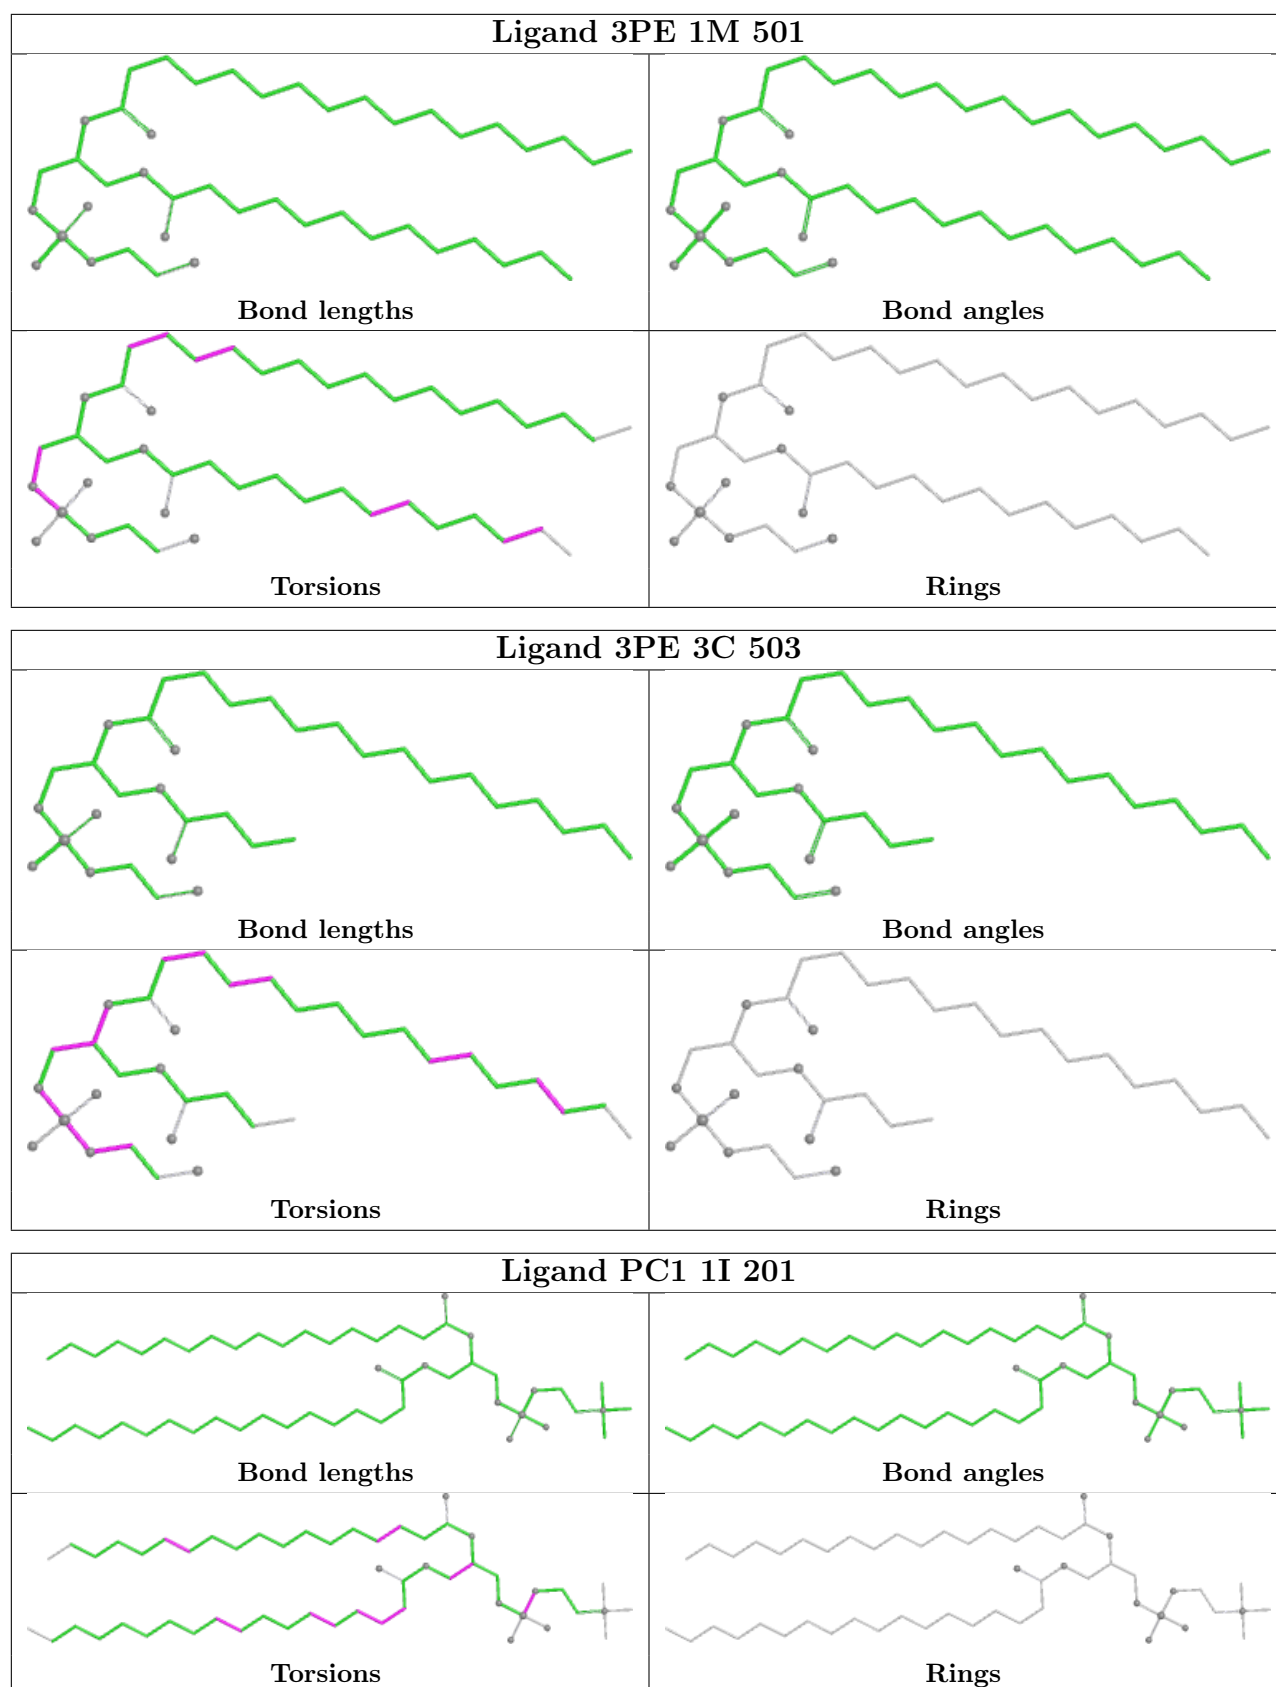 Ligand 3PE 1M 501
Bond lengths
Bond angles
Torsions
Rings
Ligand 3PE 3C 503
Bond lengths
Bond angles
Torsions
Rings
Ligand PC1 1I 201
Bond lengths
Bond angles
Torsions
Rings